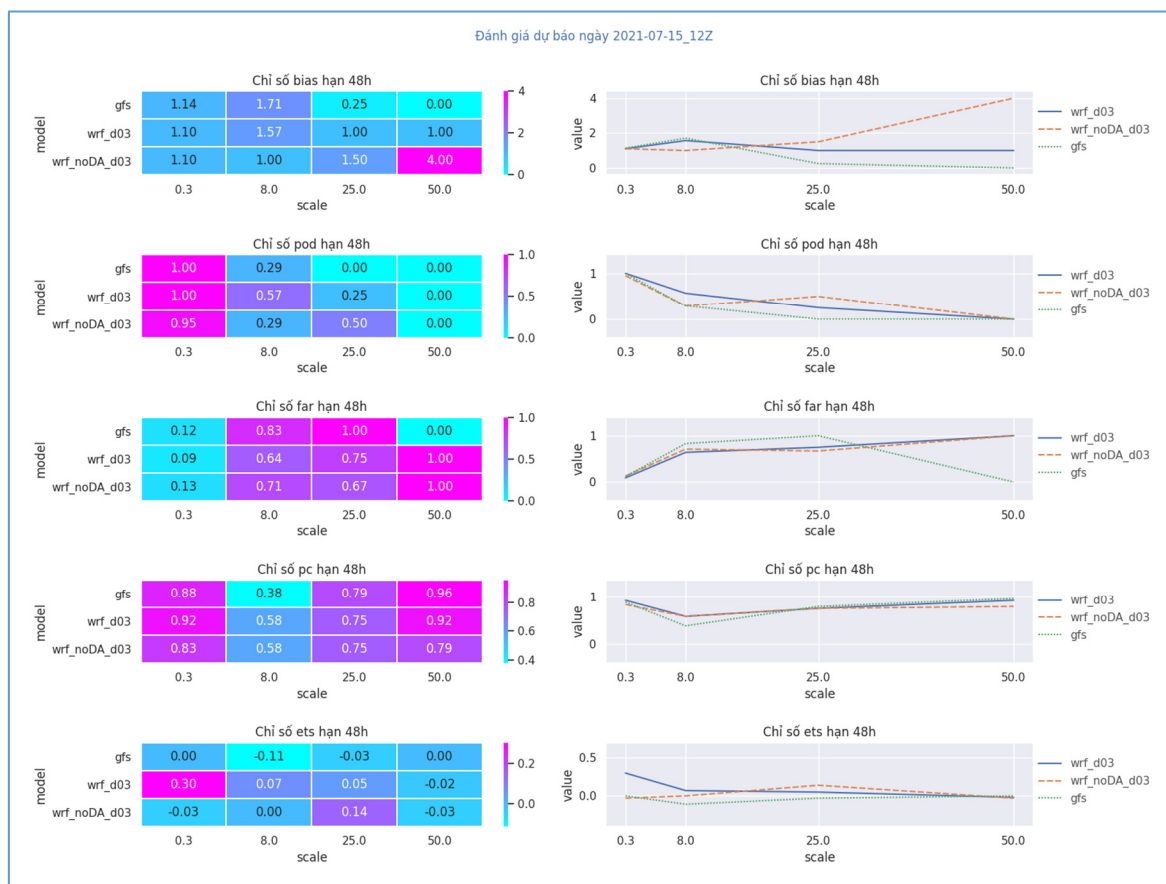 Đánh giá dự báo ngày 2021-07-15_12Z
Chỉ số bias hạn 48h
model
gfs 1.14 1.71 0.25 0.00
wrf_d03 1.10 1.57 1.00 1.00
wrf_noDA_d03 1.10 1.00 1.50 4.00
0.3 8.0 25.0 50.0
scale
4
2
0
Chỉ số bias hạn 48h
value
4
2
0
0.3 8.0 25.0 50.0
scale
wrf_d03
wrf_noDA_d03
gfs
Chỉ số pod hạn 48h
model
gfs 1.00 0.29 0.00 0.00
wrf_d03 1.00 0.57 0.25 0.00
wrf_noDA_d03 0.95 0.29 0.50 0.00
0.3 8.0 25.0 50.0
scale
1.0
0.5
0.0
Chỉ số pod hạn 48h
value
1
0
0.3 8.0 25.0 50.0
scale
wrf_d03
wrf_noDA_d03
gfs
Chỉ số far hạn 48h
model
gfs 0.12 0.83 1.00 0.00
wrf_d03 0.09 0.64 0.75 1.00
wrf_noDA_d03 0.13 0.71 0.67 1.00
0.3 8.0 25.0 50.0
scale
1.0
0.5
0.0
Chỉ số far hạn 48h
value
1
0
0.3 8.0 25.0 50.0
scale
wrf_d03
wrf_noDA_d03
gfs
Chỉ số pc hạn 48h
model
gfs 0.88 0.38 0.79 0.96
wrf_d03 0.92 0.58 0.75 0.92
wrf_noDA_d03 0.83 0.58 0.75 0.79
0.3 8.0 25.0 50.0
scale
0.8
0.6
0.4
Chỉ số pc hạn 48h
value
1
0
0.3 8.0 25.0 50.0
scale
wrf_d03
wrf_noDA_d03
gfs
Chỉ số ets hạn 48h
model
gfs 0.00 -0.11 -0.03 0.00
wrf_d03 0.30 0.07 0.05 -0.02
wrf_noDA_d03 -0.03 0.00 0.14 -0.03
0.3 8.0 25.0 50.0
scale
0.2
0.0
Chỉ số ets hạn 48h
value
0.5
0.0
0.3 8.0 25.0 50.0
scale
wrf_d03
wrf_noDA_d03
gfs